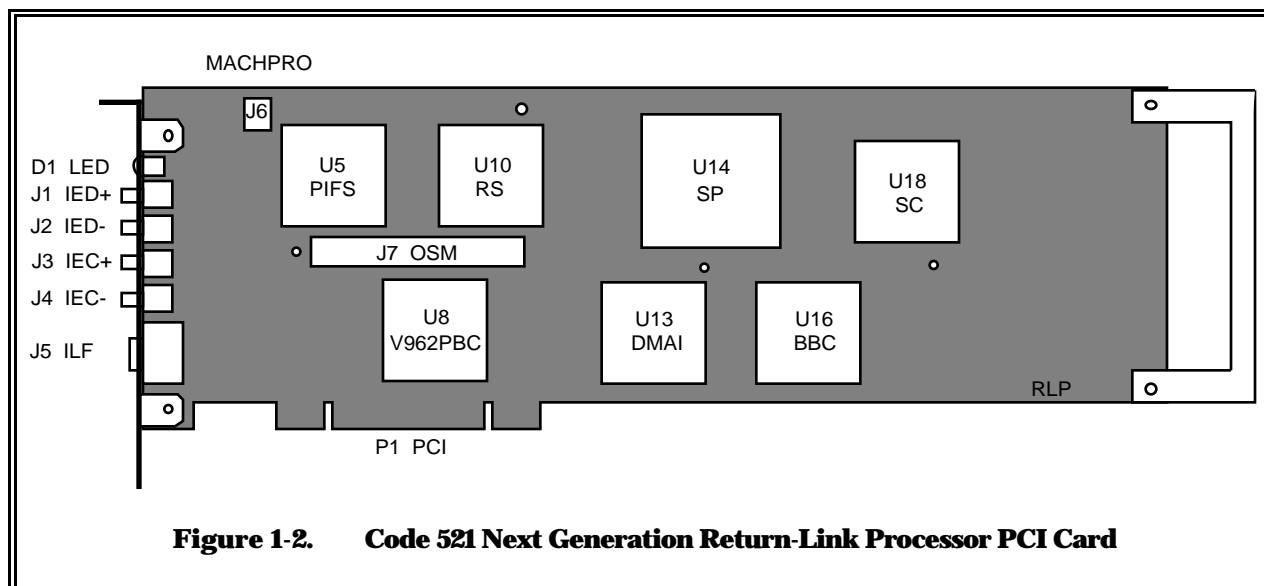 MACHPRO
J6
D1 LED
J1 IED+
J2 IED-
J3 IEC+
J4 IEC-
J5 ILF
U5
PIFS
U10
RS
U14
SP
U18
SC
J7 OSM
U8
V962PBC
U13
DMAI
U16
BBC
RLP
P1 PCI
Figure 1-2. Code 521 Next Generation Return-Link Processor PCI Card